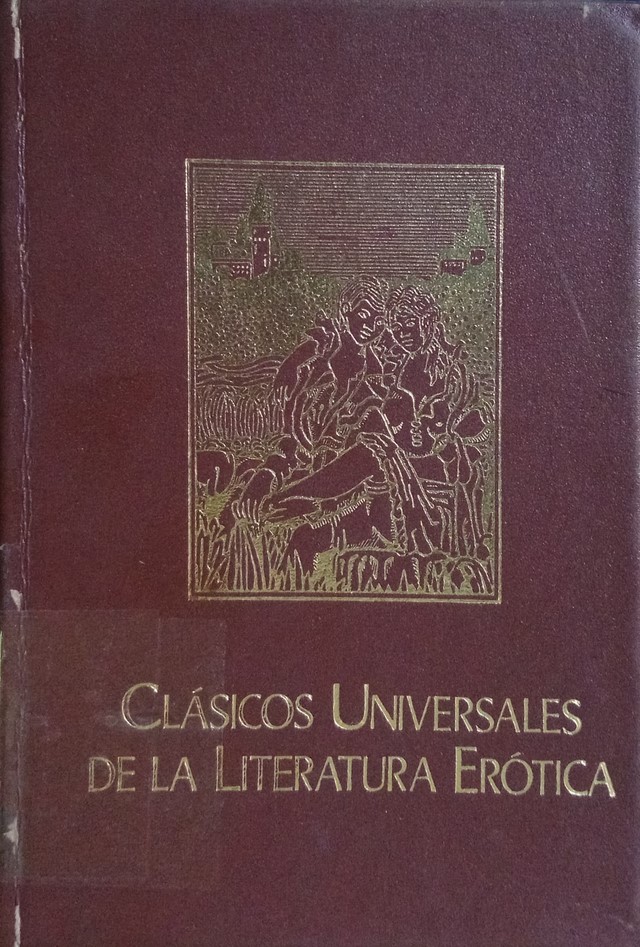 CLÁSICOS UNIVERSALES
DE LA LITERATURA ERÓTICA